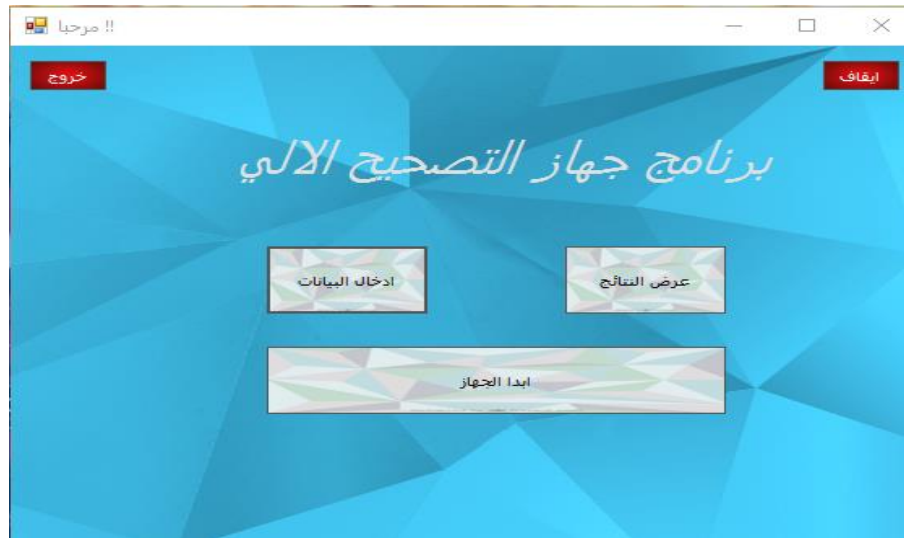 مرحبا !!
ايقاف
خروج
برنامج جهاز التصحيح الالي
عرض النتائج
ادخال البيانات
ابدا الجهاز